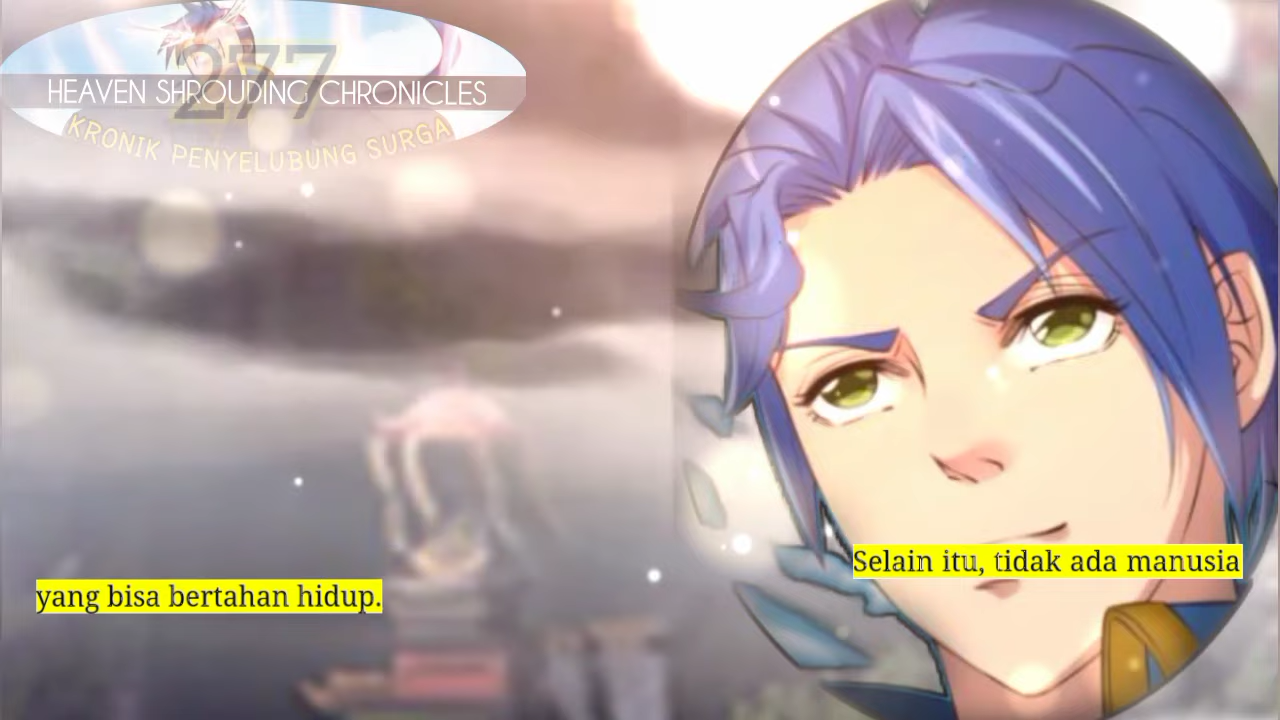 277
HEAVEN SHROUDING CHRONICLES
KRONIK PENYELUBUNG SURGA
Selain itu, tidak ada manusia
yang bisa bertahan hidup.